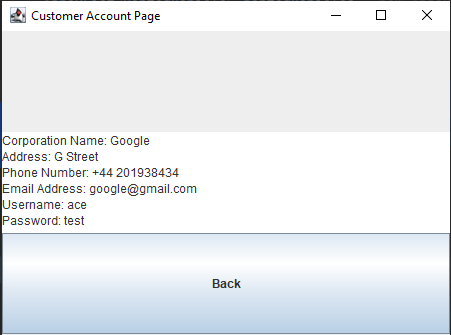 Customer Account Page
Corporation Name: Google
Address: G Street
Phone Number: +44 201938434
Email Address: google@gmail.com
Username: ace
Password: test
Back